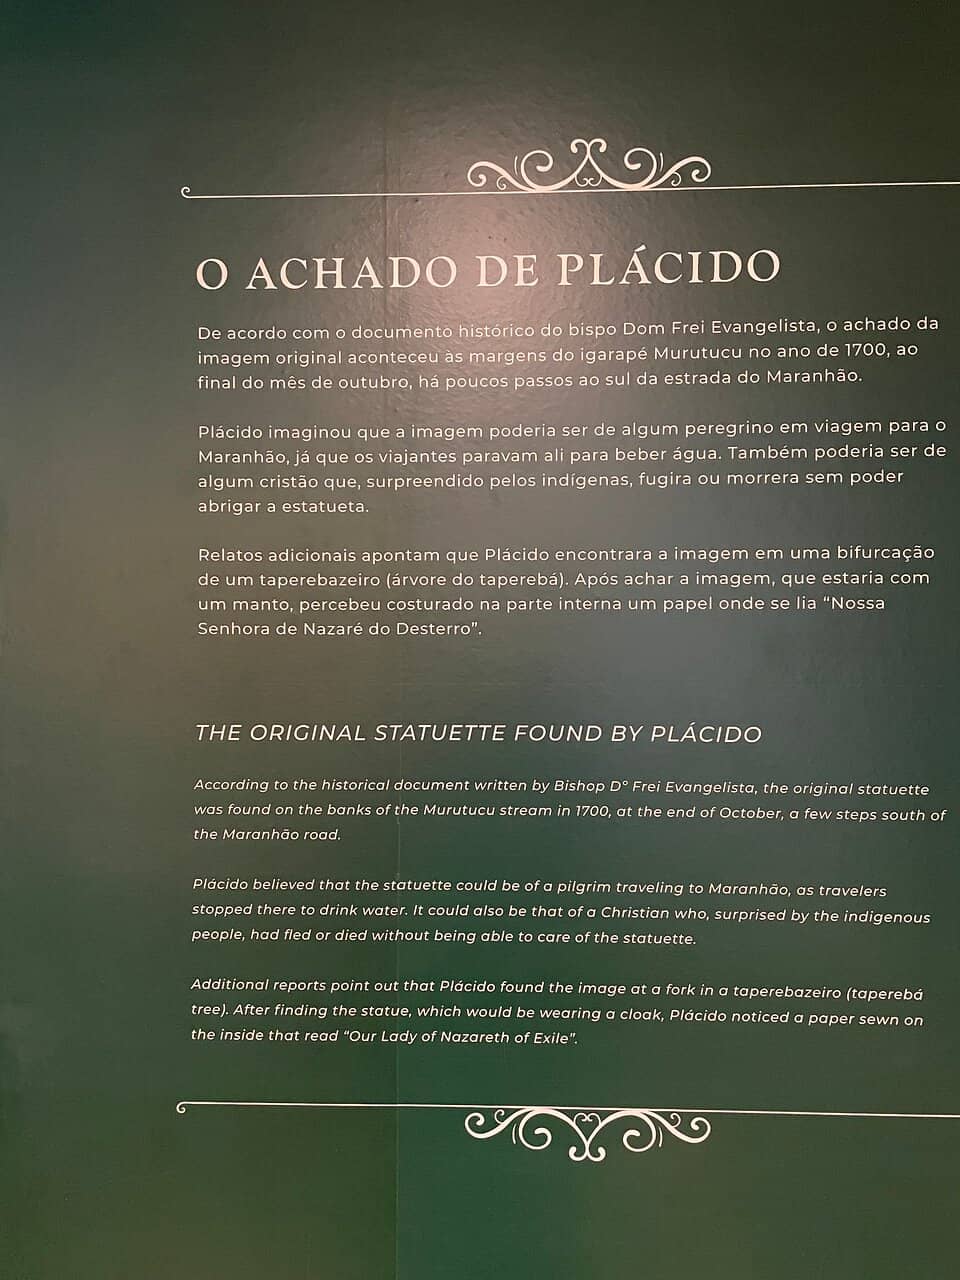 O ACHADO DE PLÁCIDO
De acordo com o documento histórico do bispo Dom Frei Evangelista, o achado da
imagem original aconteceu às margens do igarapé Murutucu no ano de 1700, ao
final do mês de outubro, há poucos passos ao sul da estrada do Maranhão.
Plácido imaginou que a imagem poderia ser de algum peregrino em viagem para o
Maranhão, já que os viajantes paravam ali para beber água. Também poderia ser de
algum cristão que, surpreendido pelos indígenas, fugira ou morrera sem poder
abrigar a estatueta.
Relatos adicionais apontam que Plácido encontrara a imagem em uma bifurcação
de um taperebazeiro (árvore do taperebá). Após achar a imagem, que estaria com
um manto, percebeu costurado na parte interna um papel onde se lia “Nossa
Senhora de Nazaré do Desterro”.
THE ORIGINAL STATUETTE FOUND BY PLÁCIDO
According to the historical document written by Bishop Dº Frei Evangelista, the original statuette
was found on the banks of the Murutucu stream in 1700, at the end of October, a few steps south of
the Maranhão road.
Plácido believed that the statuette could be of a pilgrim traveling to Maranhão, as travelers
stopped there to drink water. It could also be that of a Christian who, surprised by the indigenous
people, had fled or died without being able to care of the statuette.
Additional reports point out that Plácido found the image at a fork in a taperebazeiro (taperebá
tree). After finding the statue, which would be wearing a cloak, Plácido noticed a paper sewn on
the inside that read “Our Lady of Nazareth of Exile”.